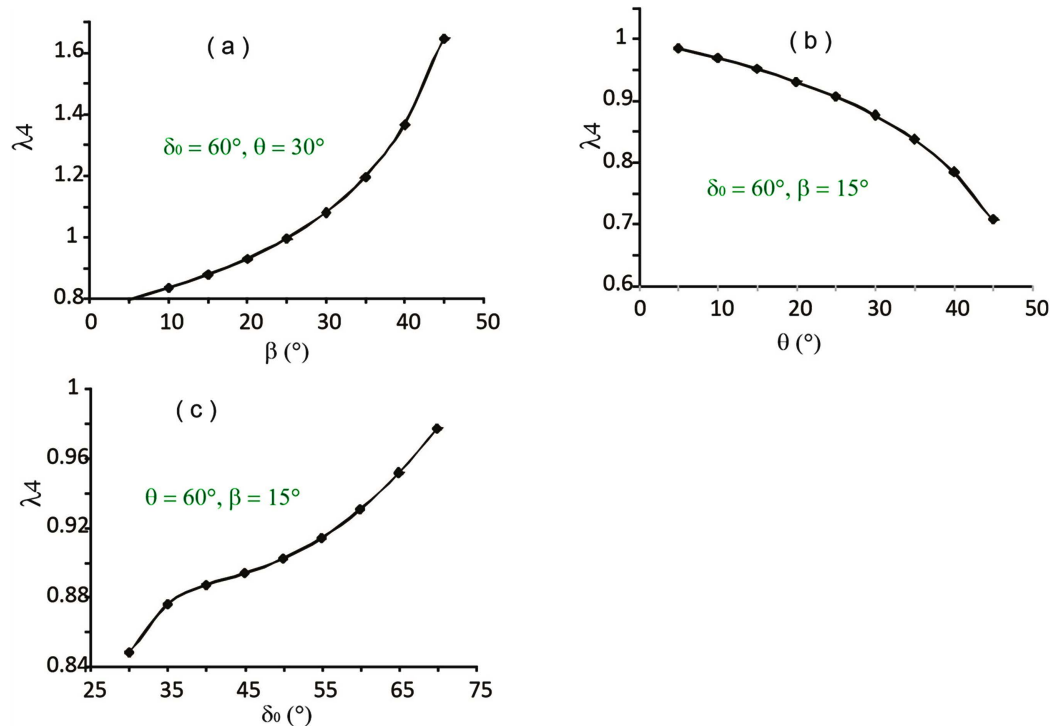 ( a )
1.6
1.4
1.2
1
0.8
λ4
δ₀ = 60°, θ = 30°
0 10 20 30 40 50
β (°)
( b )
1
0.9
0.8
0.7
0.6
λ4
δ₀ = 60°, β = 15°
0 10 20 30 40 50
θ (°)
( c )
1
0.96
0.92
0.88
0.84
λ4
θ = 60°, β = 15°
25 35 45 55 65 75
δ₀ (°)